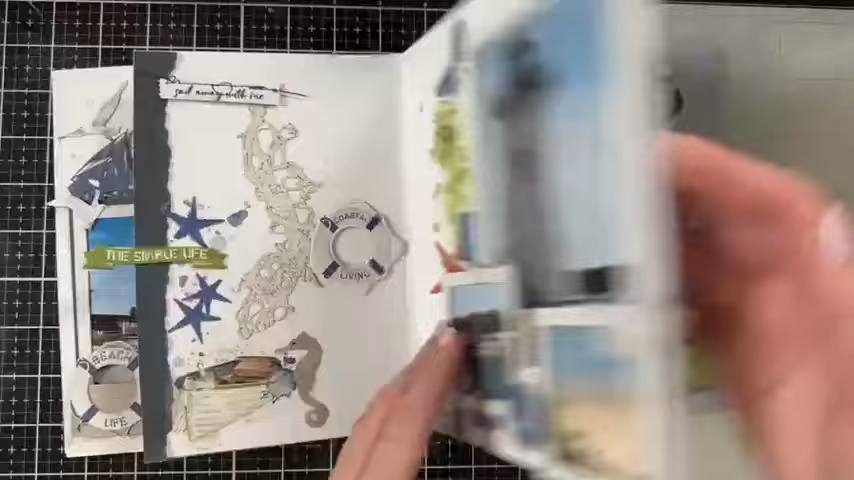 sail away with me
COASTAL
LIVING
THE SIMPLE LIFE
BEACH
LIFE